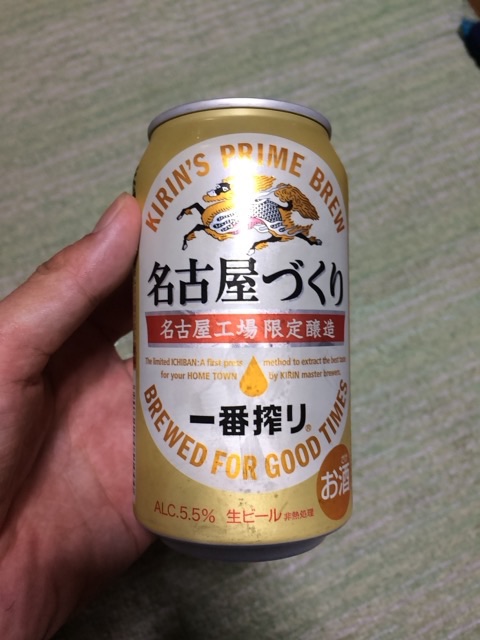 KIRIN'S PRIME BREW
名古屋づくり
名古屋工場限定醸造
The limited ICHIBAN: A first press method to extract the best taste
for your HOME TOWN by KIRIN master brewers.
一番搾り®
BREWED FOR GOOD TIMES
お酒
ALC.5.5% 生ビール 非熱処理